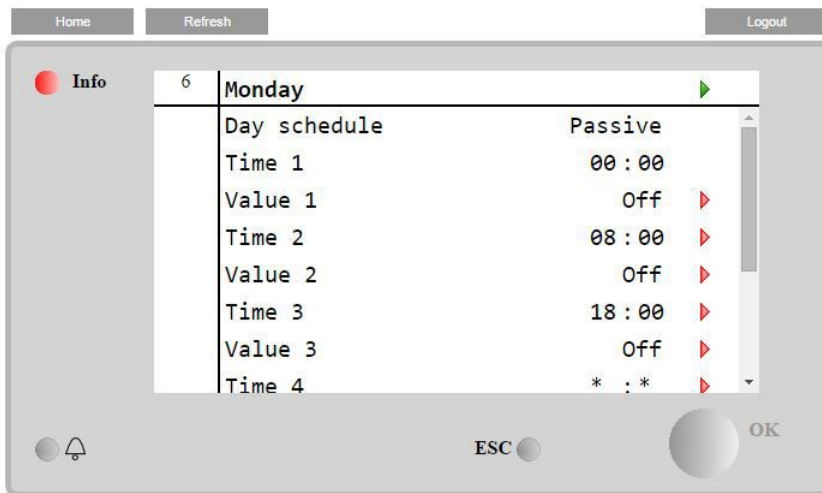 Home Refresh Logout
Info 6 Monday
Day schedule Passive
Time 1 00:00
Value 1 Off
Time 2 08:00
Value 2 Off
Time 3 18:00
Value 3 Off
Time 4 * :*
ESC OK